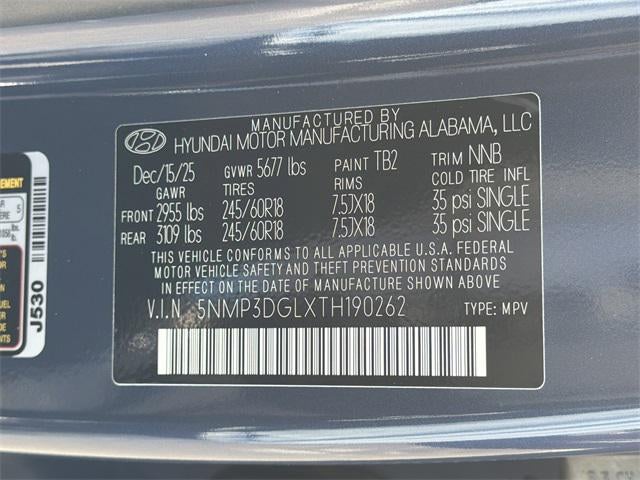 MANUFACTURED BY
HYUNDAI MOTOR MANUFACTURING ALABAMA, LLC
Dec/15/25 GVWR 5677 lbs PAINT TB2 TRIM NNB
GAWR TIRES RIMS COLD TIRE INFL
FRONT 2955 lbs 245/60R18 7.5JX18 35 psi SINGLE
REAR 3109 lbs 245/60R18 7.5JX18 35 psi SINGLE
THIS VEHICLE CONFORMS TO ALL APPLICABLE U.S.A. FEDERAL
MOTOR VEHICLE SAFETY AND THEFT PREVENTION STANDARDS
IN EFFECT ON THE DATE OF MANUFACTURE SHOWN ABOVE
V.I.N. 5NMP3DGLXTH190262 TYPE: MPV
J530